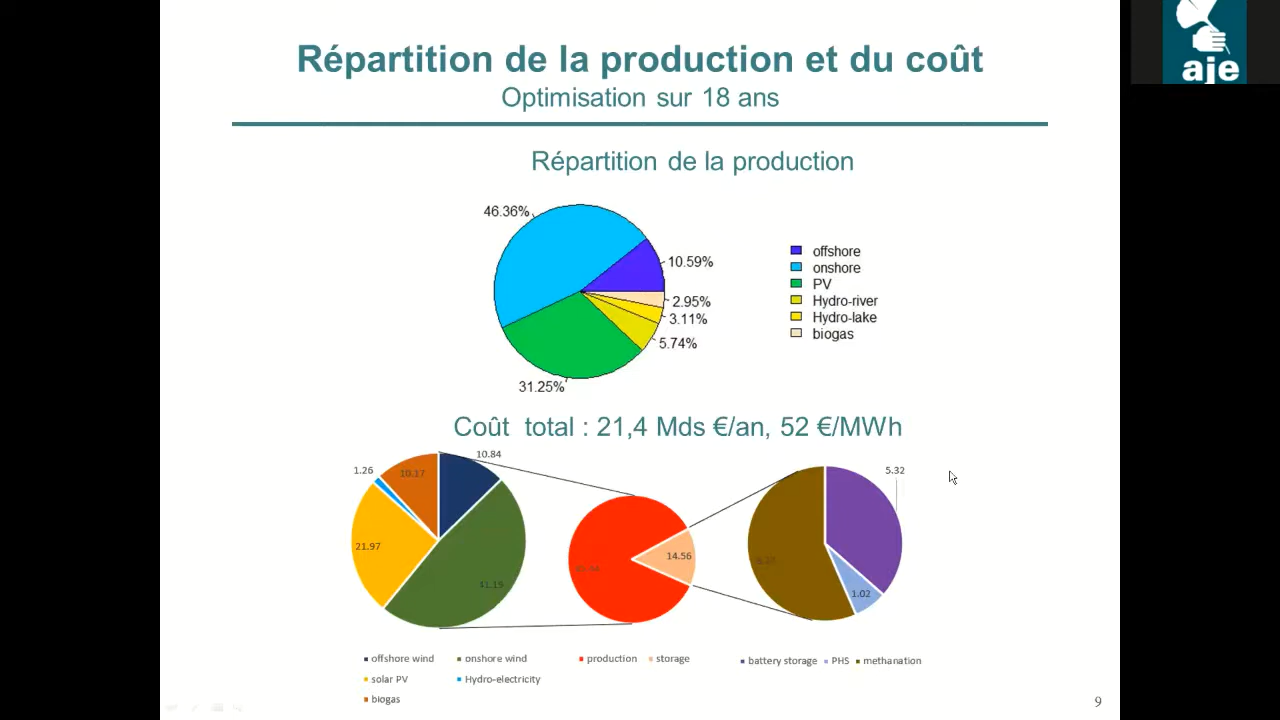 aje
Répartition de la production et du coût
Optimisation sur 18 ans
Répartition de la production
46.36%
10.59%
2.95%
3.11%
5.74%
31.25%
offshore
onshore
PV
Hydro-river
Hydro-lake
biogas
Coût total : 21,4 Mds €/an, 52 €/MWh
1.26
10.17
10.84
21.97
41.19
14.56
5.32
1.02
offshore wind
onshore wind
solar PV
Hydro-electricity
biogas
production
storage
battery storage
PHS
methanation
9